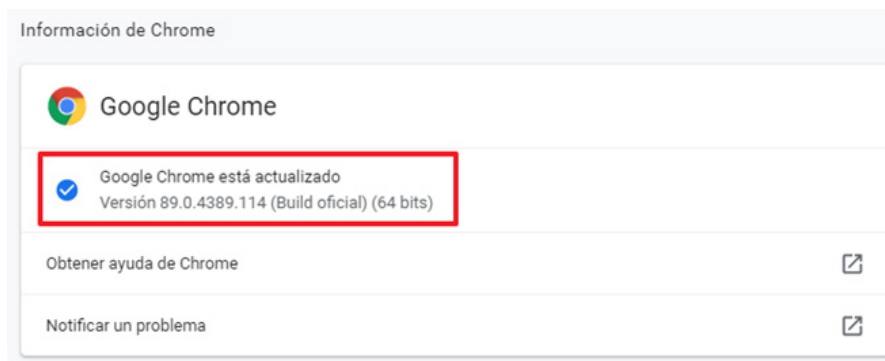 Información de Chrome
Google Chrome
Google Chrome está actualizado
Versión 89.0.4389.114 (Build oficial) (64 bits)
Obtener ayuda de Chrome
Notificar un problema